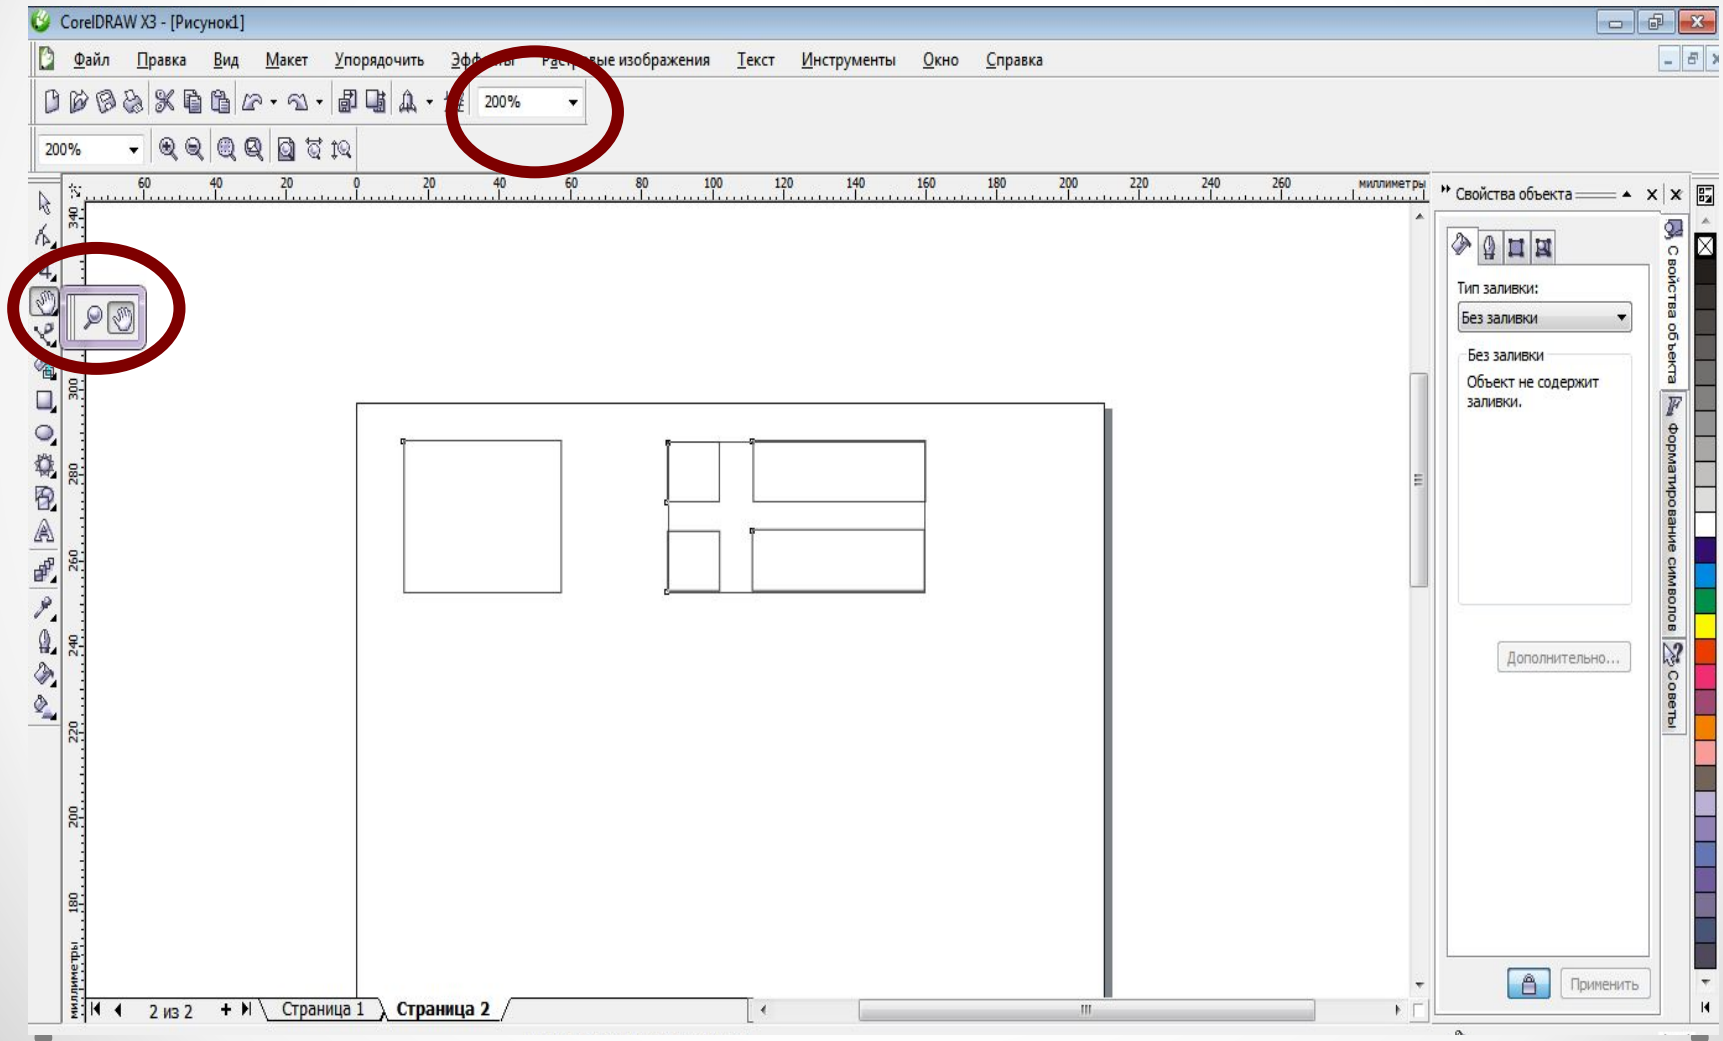 CorelDRAW X3 - [Рисунок1]
Файл Правка Вид Макет Упорядочить растровые изображения Текст Инструменты Окно Справка
200%
200%
60 40 20 0 20 40 60 80 100 120 140 160 180 200 220 240 260 миллиметры
340
300
280
260
240
220
200
180
миллиметры
Свойства объекта
Тип заливки:
Без заливки
Без заливки
Объект не содержит
заливки.
Дополнительно...
Применить
Свойства объекта
Форматирование символов
Советы
2 из 2 Страница 1 Страница 2